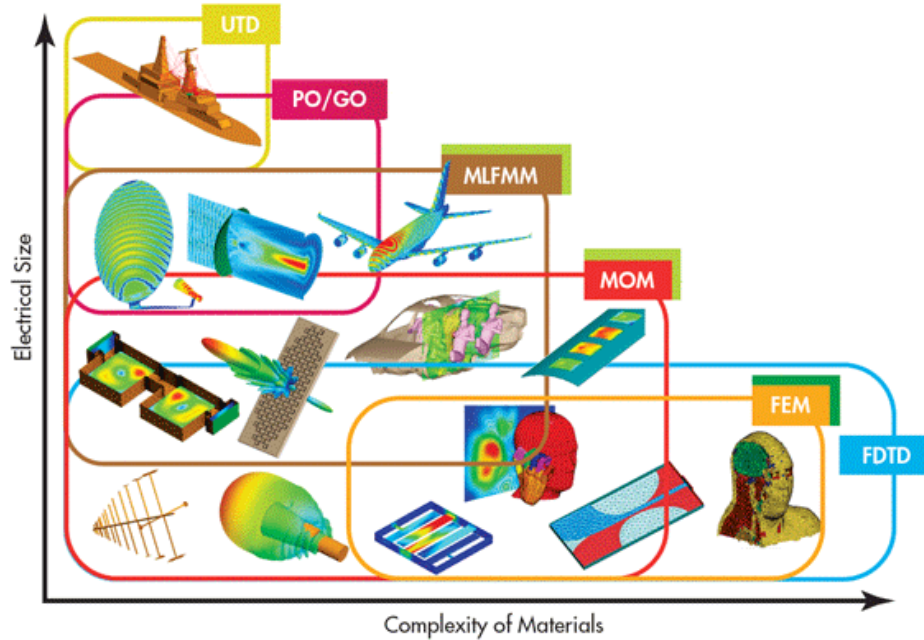 UTD
PO/GO
MLFMM
MOM
FEM
FDTD
Electrical Size
Complexity of Materials